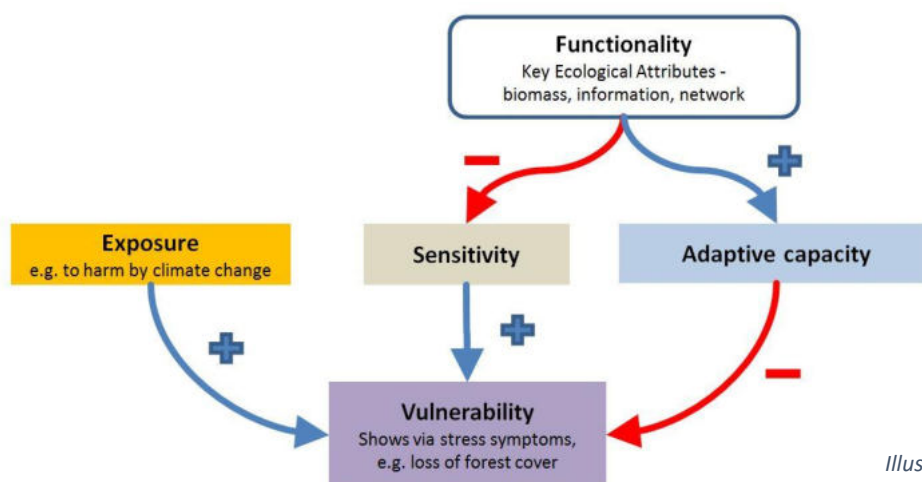 Functionality
Key Ecological Attributes -
biomass, information, network
Exposure
e.g. to harm by climate change
Sensitivity
Adaptive capacity
Vulnerability
Shows via stress symptoms,
e.g. loss of forest cover
Illus